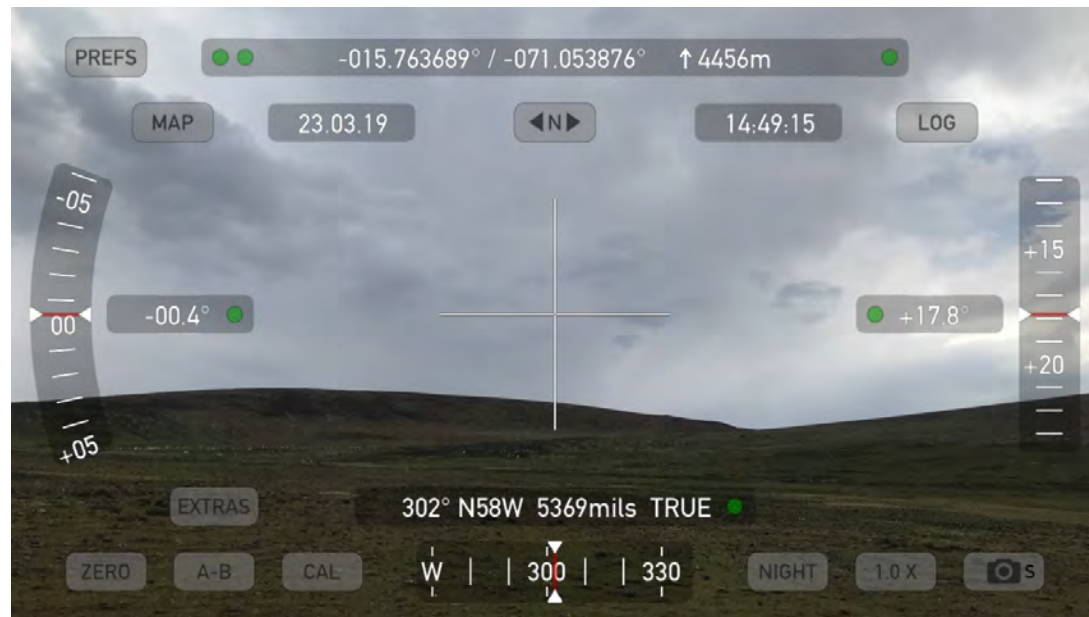 PREFS -015.763689° / -071.053876° ↑4456m
MAP 23.03.19 ◀N▶ 14:49:15 LOG
-05
+15
-00.4° +17.8°
00
+20
+05
EXTRAS 302° N58W 5369mils TRUE
ZERO A-B CAL W 300 330 NIGHT 1.0 X S